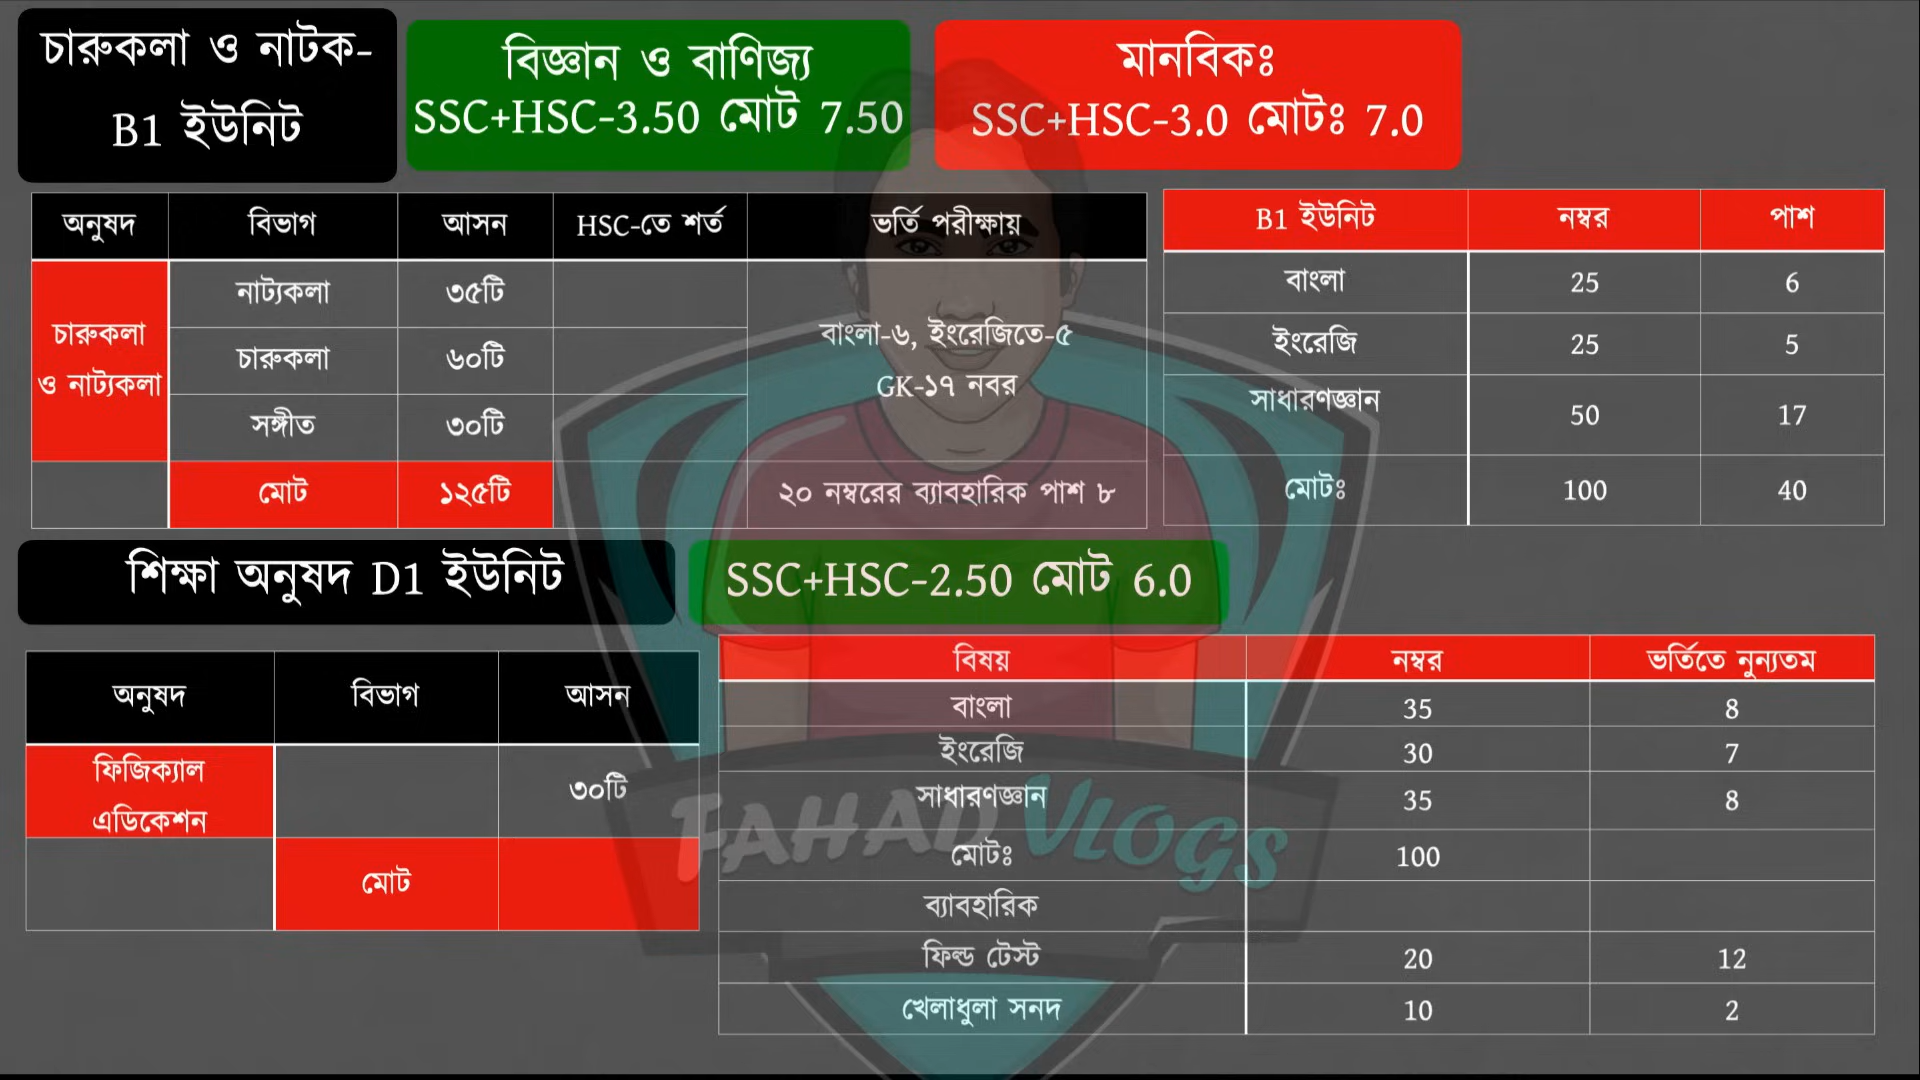 চারুকলা ও নাটক-
B1 ইউনিট
বিজ্ঞান ও বাণিজ্য
SSC+HSC-3.50 মোট 7.50
মানবিকঃ
SSC+HSC-3.0 মোটঃ 7.0
অনুষদ বিভাগ আসন HSC-তে শর্ত ভর্তি পরীক্ষায়
চারুকলা
ও নাট্যকলা
নাট্যকলা ৩৫টি
চারুকলা ৬০টি
সঙ্গীত ৩০টি
বাংলা-৬, ইংরেজিতে-৫
GK-১৭ নবর
মোট ১২৫টি ২০ নম্বরের ব্যাবহারিক পাশ ৮
B1 ইউনিট নম্বর পাশ
বাংলা 25 6
ইংরেজি 25 5
সাধারণজ্ঞান 50 17
মোটঃ 100 40
শিক্ষা অনুষদ D1 ইউনিট
SSC+HSC-2.50 মোট 6.0
অনুষদ বিভাগ আসন
ফিজিক্যাল
এডিকেশন
৩০টি
মোট
বিষয় নম্বর ভর্তিতে নুন্যতম
বাংলা 35 8
ইংরেজি 30 7
সাধারণজ্ঞান 35 8
মোটঃ 100
ব্যাবহারিক
ফিল্ড টেস্ট 20 12
খেলাধুলা সনদ 10 2
FAHAD VLOGS